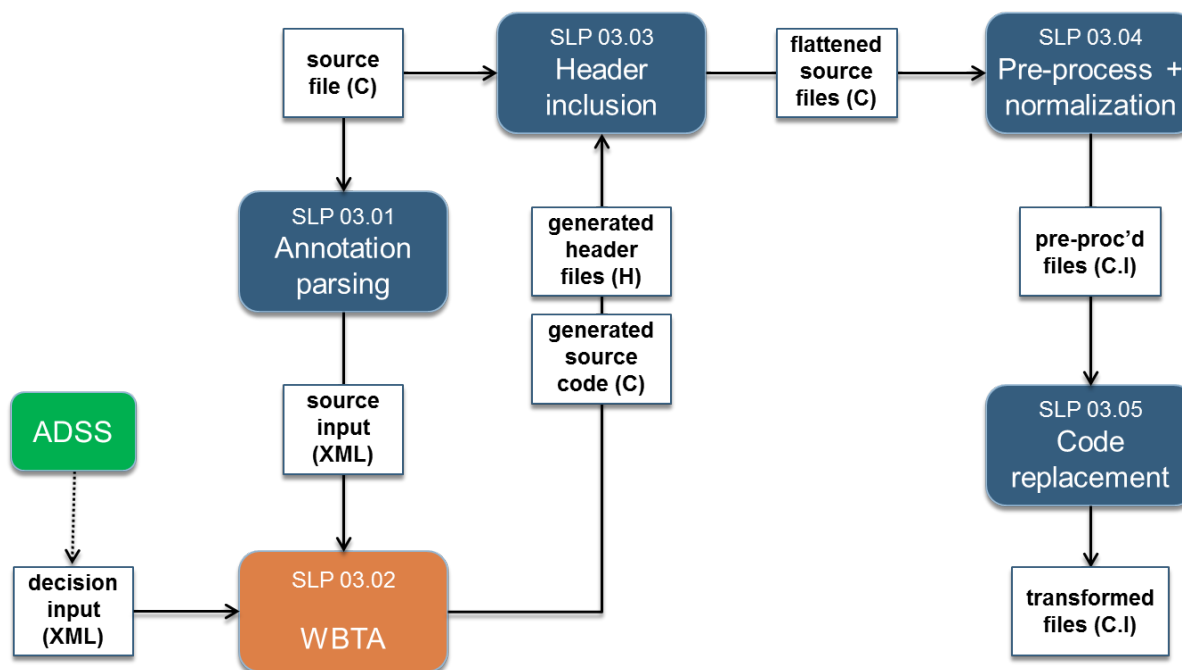 source
file (C)
SLP 03.03
Header
inclusion
flattened
source
files (C)
SLP 03.04
Pre-process +
normalization
SLP 03.01
Annotation
parsing
generated
header
files (H)
pre-proc’d
files (C.I)
generated
source
code (C)
ADSS
source
input
(XML)
SLP 03.05
Code
replacement
decision
input
(XML)
SLP 03.02
WBTA
transformed
files (C.I)